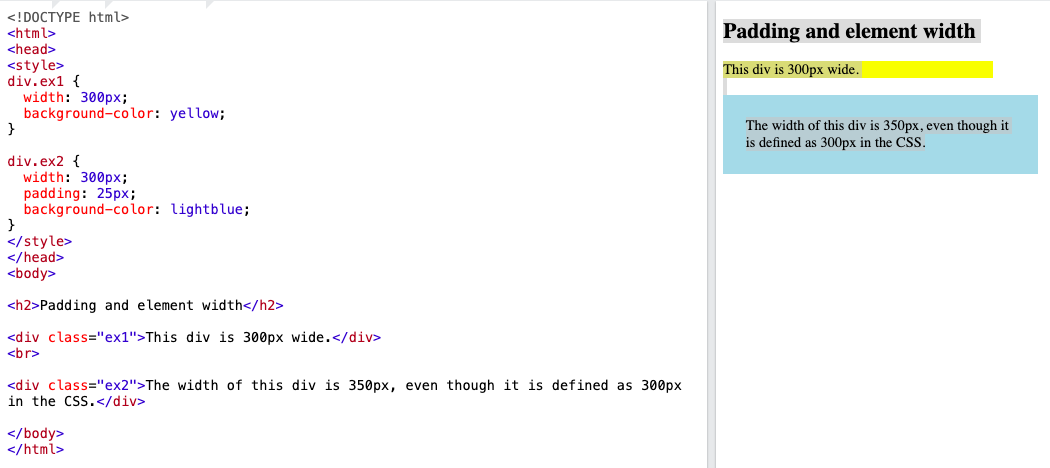 <!DOCTYPE html>
<html>
<head>
<style>
div.ex1 {
  width: 300px;
  background-color: yellow;
}

div.ex2 {
  width: 300px;
  padding: 25px;
  background-color: lightblue;
}
</style>
</head>
<body>

<h2>Padding and element width</h2>

<div class="ex1">This div is 300px wide.</div>
<br>

<div class="ex2">The width of this div is 350px, even though it is defined as 300px
in the CSS.</div>

</body>
</html>

Padding and element width
This div is 300px wide.
The width of this div is 350px, even though it
is defined as 300px in the CSS.